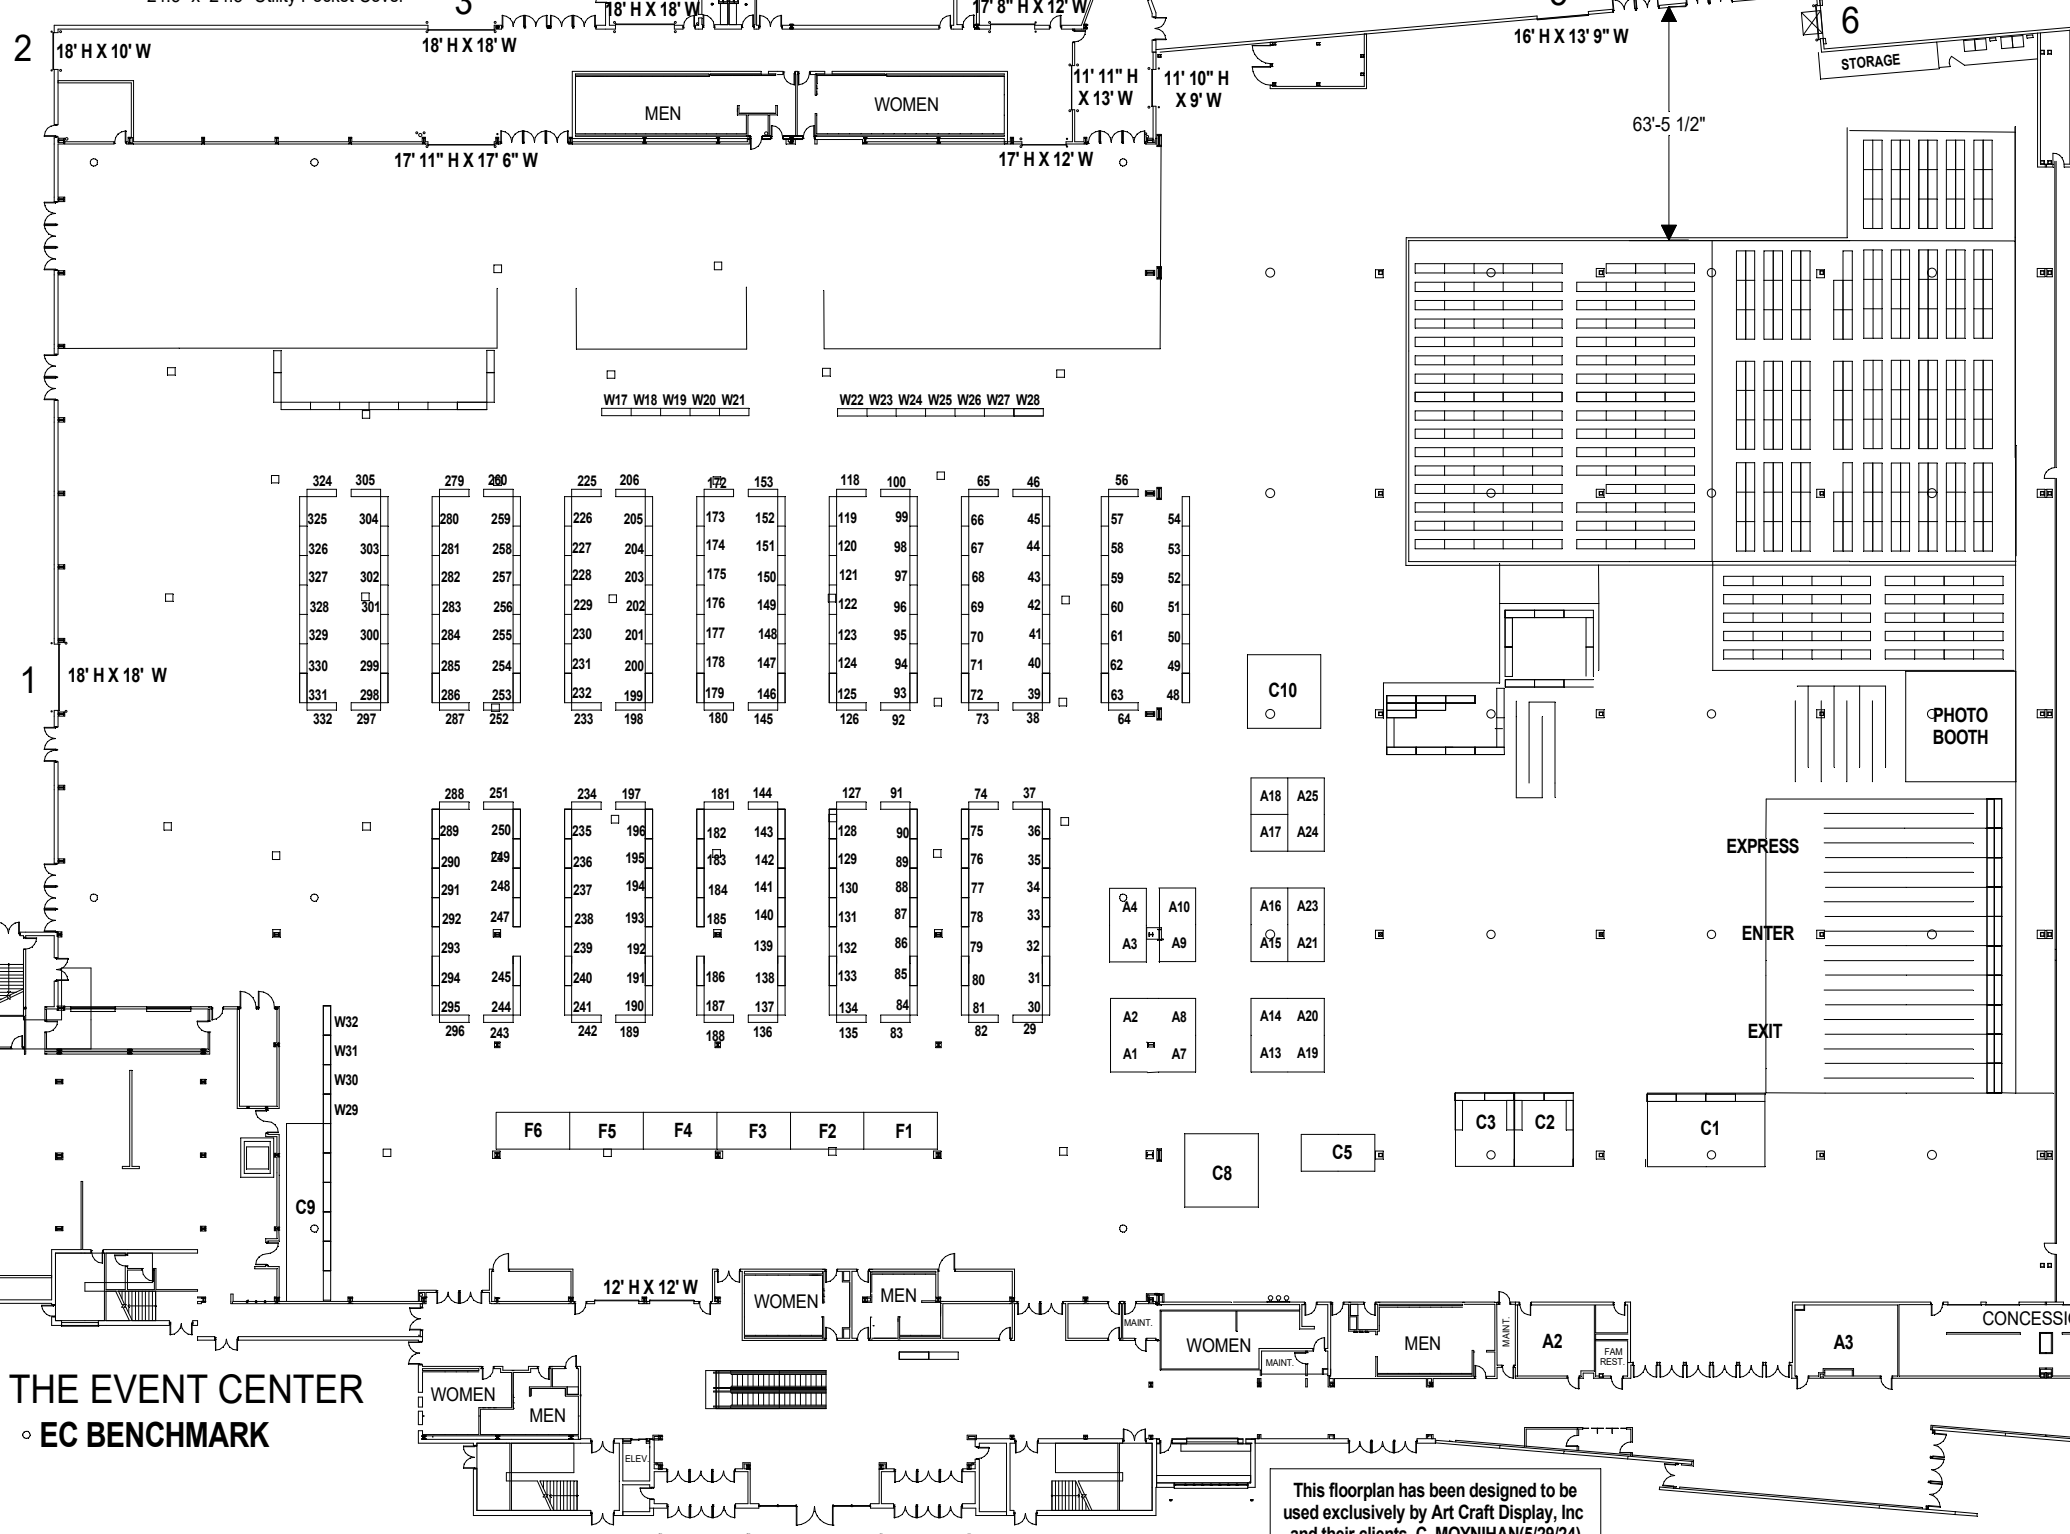 24.5" x 24.5" Utility Pocket Cover
3
18' H X 18' W
17' 8" H X 12' W
16' H X 13' 9" W
6
2
18' H X 10' W
18' H X 18' W
STORAGE
MEN
WOMEN
11' 11" H
X 13' W
11' 10" H
X 9' W
63'-5 1/2"
17' 11" H X 17' 6" W
17' H X 12' W
W17 W18 W19 W20 W21
W22 W23 W24 W25 W26 W27 W28
324 305 279 260 225 206 172 153 118 100 65 46 56
325 304 280 259 226 205 173 152 119 99 66 45 57 54
326 303 281 258 227 204 174 151 120 98 67 44 58 53
327 302 282 257 228 203 175 150 121 97 68 43 59 52
328 301 283 256 229 202 176 149 122 96 69 42 60 51
329 300 284 255 230 201 177 148 123 95 70 41 61 50
330 299 285 254 231 200 178 147 124 94 71 40 62 49
331 298 286 253 232 199 179 146 125 93 72 39 63 48
332 297 287 252 233 198 180 145 126 92 73 38 64
1
18' H X 18' W
C10
PHOTO
BOOTH
288 251 234 197 181 144 127 91 74 37
289 250 235 196 182 143 128 90 75 36
290 249 236 195 183 142 129 89 76 35
291 248 237 194 184 141 130 88 77 34
292 247 238 193 185 140 131 87 78 33
293 239 192 139 132 86 79 32
294 245 240 191 186 138 133 85 80 31
295 244 241 190 187 137 134 84 81 30
296 243 242 189 188 136 135 83 82 29
A18 A25
A17 A24
A4 A10 A16 A23
A3 A9 A15 A21
A2 A8 A14 A20
A1 A7 A13 A19
EXPRESS
ENTER
EXIT
W32
W31
W30
W29
F6 F5 F4 F3 F2 F1
C3 C2 C1
C8 C5
C9
12' H X 12' W
WOMEN
MEN
MAINT.
WOMEN
MAINT.
MEN
MAINT.
A2
FAM
REST.
A3
WOMEN
MEN
ELEV.
THE EVENT CENTER
EC BENCHMARK
This floorplan has been designed to be
used exclusively by Art Craft Display, Inc
and their clients. C. MOYNIHAN(5/29/24)